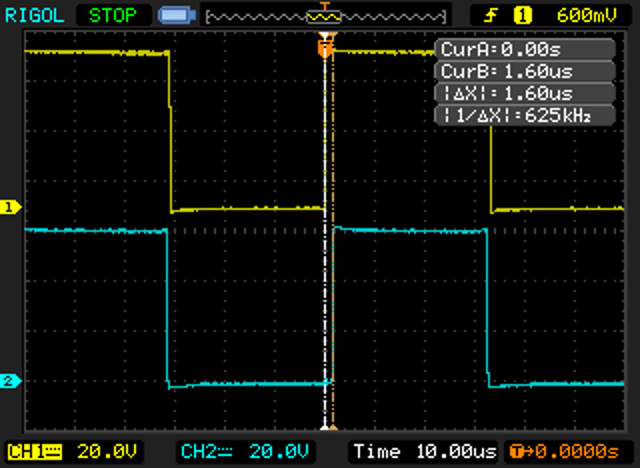 RIGOL STOP T 1 600mV
T
CurA: 0.00s
CurB: 1.60us
|ΔX|: 1.60us
|1/ΔX|: 625kHz
1
2
CH1 20.0V CH2 20.0V Time 10.00us T→0.0000s